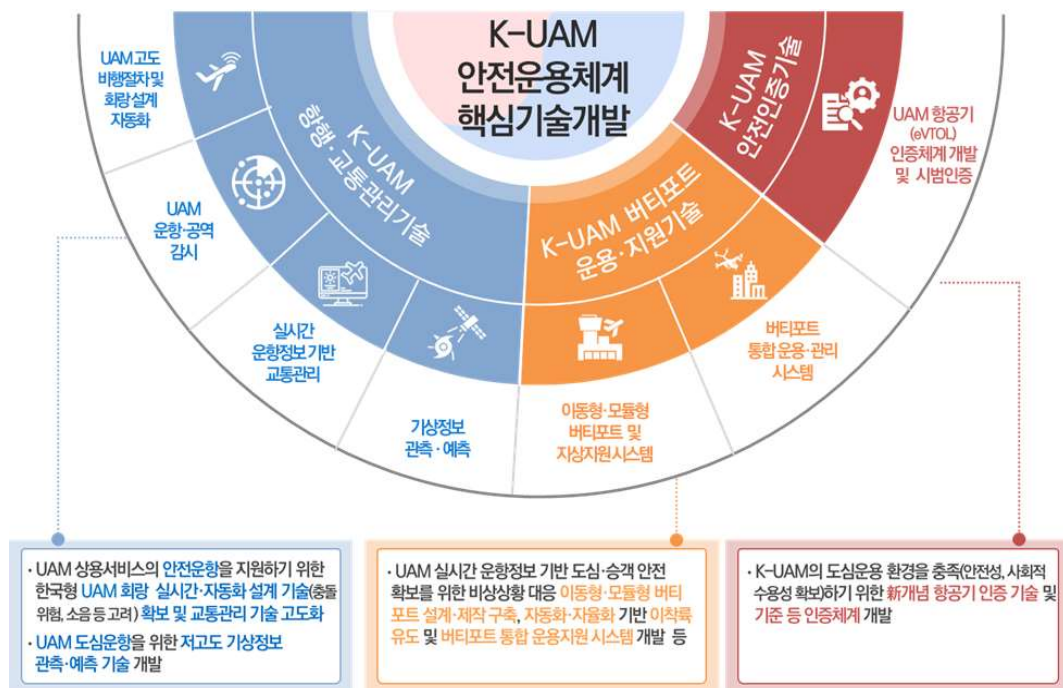 K-UAM
안전운용체계
핵심기술개발
K-UAM
항행·교통관리기술
K-UAM 버티포트
운용·지원기술
K-UAM
안전인증기술
UAM 고도
비행절차 및
회랑 설계
자동화
UAM
운항·공역
감시
실시간
운항정보 기반
교통관리
기상정보
관측·예측
이동형·모듈형
버티포트 및
지상지원시스템
버티포트
통합 운용·관리
시스템
UAM 항공기
(eVTOL)
인증체계 개발
및 시범인증
· UAM 상용서비스의 안전운항을 지원하기 위한
한국형 UAM 회랑 실시간·자동화 설계 기술(충돌
위험, 소음 등 고려) 확보 및 교통관리 기술 고도화
· UAM 도심운항을 위한 저고도 기상정보
관측·예측 기술 개발
· UAM 실시간 운항정보 기반 도심·승객 안전
확보를 위한 비상상황 대응 이동형·모듈형 버티
포트 설계·제작 구축, 자동화·자율화 기반 이착륙
유도 및 버티포트 통합 운용지원 시스템 개발 등
· K-UAM의 도심운용 환경을 충족(안전성, 사회적
수용성 확보)하기 위한 新개념 항공기 인증 기술 및
기준 등 인증체계 개발